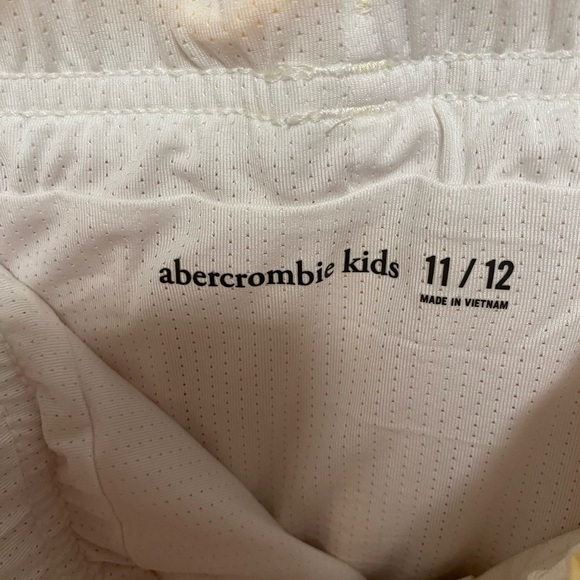 abercrombie kids 11 / 12
MADE IN VIETNAM